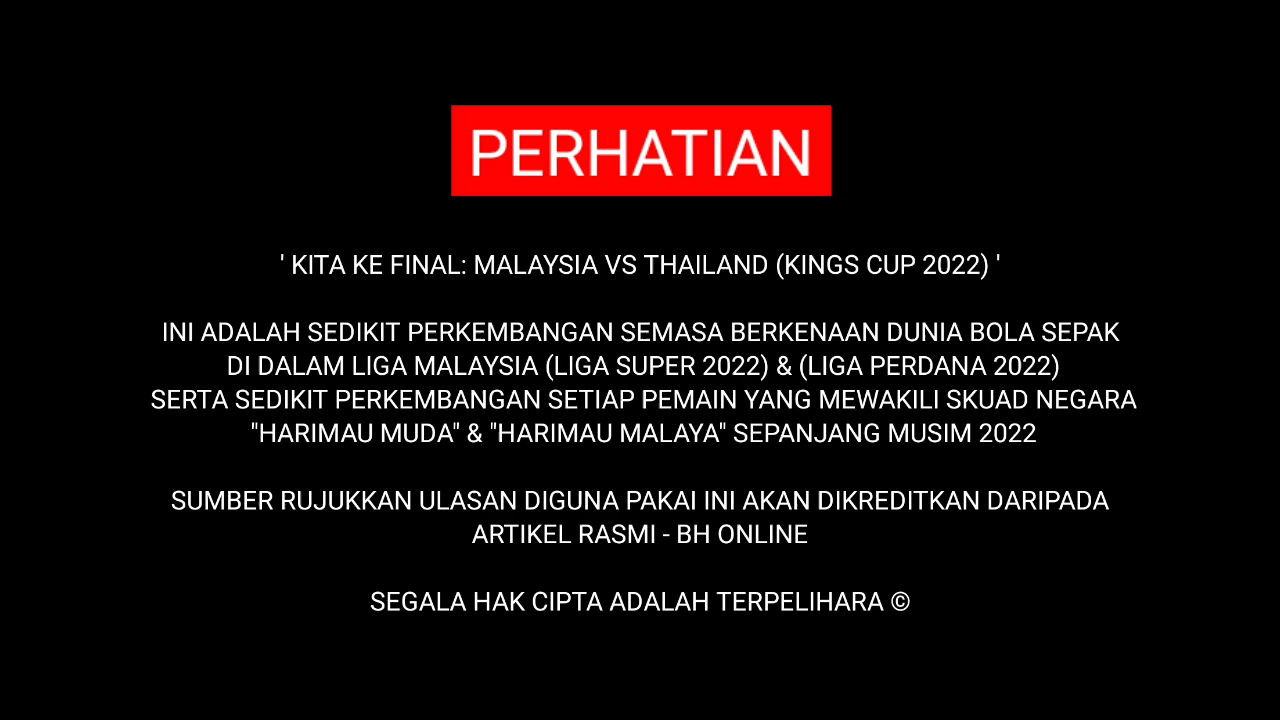 PERHATIAN
' KITA KE FINAL: MALAYSIA VS THAILAND (KINGS CUP 2022) '
INI ADALAH SEDIKIT PERKEMBANGAN SEMASA BERKENAAN DUNIA BOLA SEPAK
DI DALAM LIGA MALAYSIA (LIGA SUPER 2022) & (LIGA PERDANA 2022)
SERTA SEDIKIT PERKEMBANGAN SETIAP PEMAIN YANG MEWAKILI SKUAD NEGARA
"HARIMAU MUDA" & "HARIMAU MALAYA" SEPANJANG MUSIM 2022
SUMBER RUJUKKAN ULASAN DIGUNA PAKAI INI AKAN DIKREDITKAN DARIPADA
ARTIKEL RASMI - BH ONLINE
SEGALA HAK CIPTA ADALAH TERPELIHARA ©